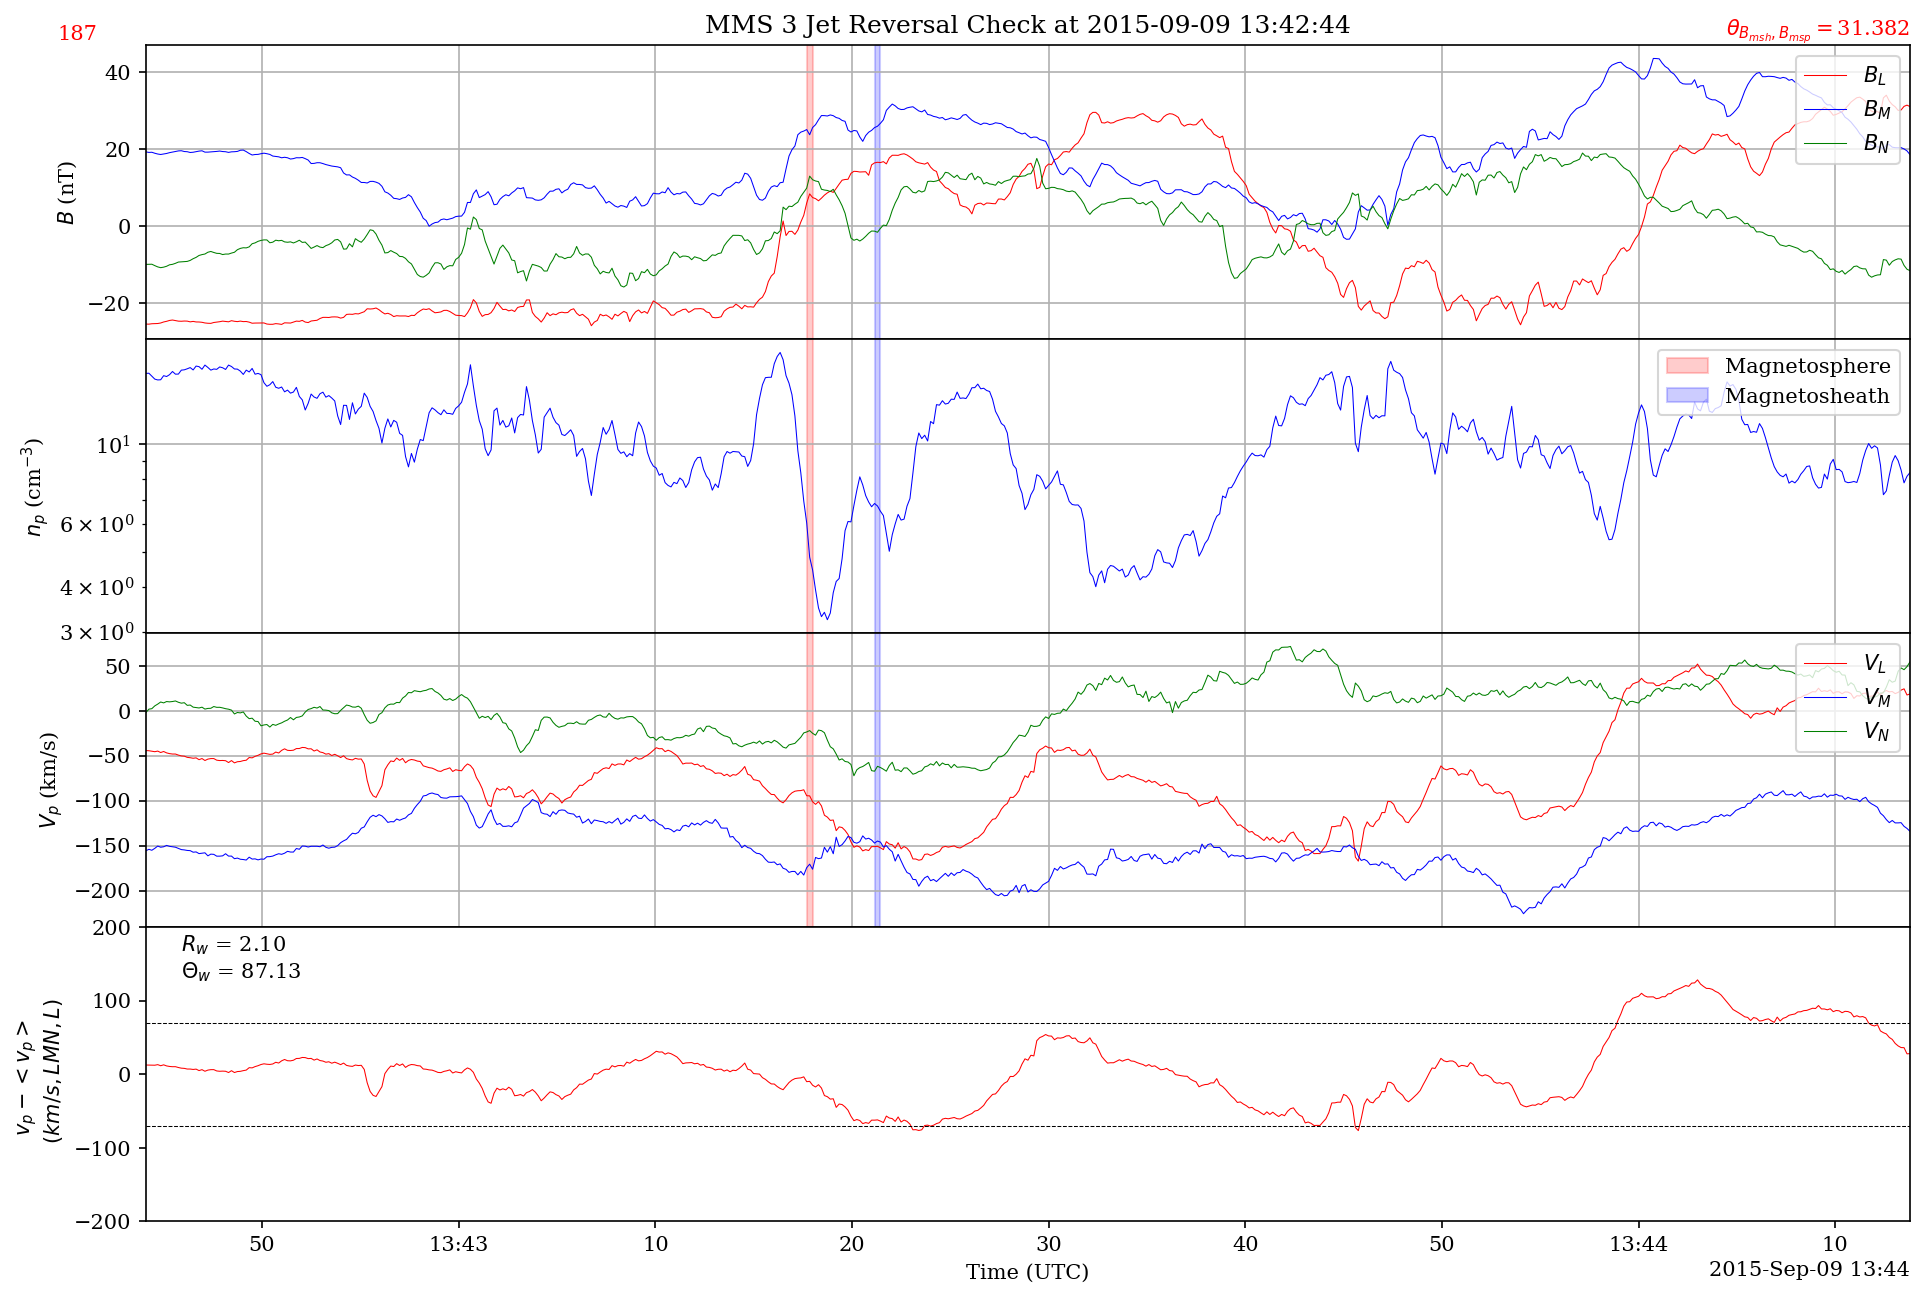 187
MMS 3 Jet Reversal Check at 2015-09-09 13:42:44
θ_{B_{msh}, B_{msp}} = 31.382
B (nT)
40
20
0
−20
B_L
B_M
B_N
n_p (cm^{−3})
10^1
6 × 10^0
4 × 10^0
3 × 10^0
Magnetosphere
Magnetosheath
V_p (km/s)
50
0
−50
−100
−150
−200
V_L
V_M
V_N
v_p − < v_p >
(km/s, LMN, L)
200
100
0
−100
−200
R_w = 2.10
Θ_w = 87.13
50 13:43 10 20 30 40 50 13:44 10
Time (UTC)
2015-Sep-09 13:44